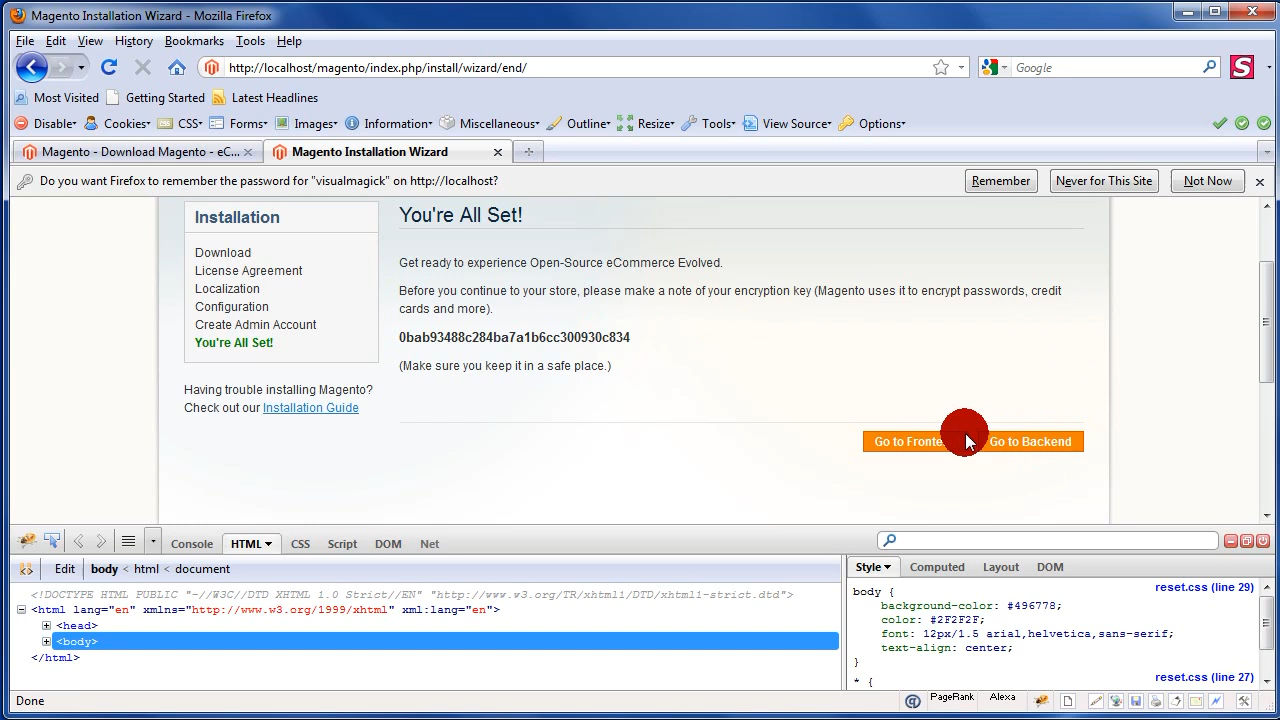 Magento Installation Wizard - Mozilla Firefox
File Edit View History Bookmarks Tools Help
http://localhost/magento/index.php/install/wizard/end/ Google S
Most Visited Getting Started Latest Headlines
Disable Cookies CSS Forms Images Information Miscellaneous Outline Resize Tools View Source Options
Magento - Download Magento - eC... Magento Installation Wizard
Do you want Firefox to remember the password for "visualmagick" on http://localhost? Remember Never for This Site Not Now
Installation
Download
License Agreement
Localization
Configuration
Create Admin Account
You're All Set!
Having trouble installing Magento?
Check out our Installation Guide
You're All Set!
Get ready to experience Open-Source eCommerce Evolved.
Before you continue to your store, please make a note of your encryption key (Magento uses it to encrypt passwords, credit
cards and more).
0bab93488c284ba7a1b6cc300930c834
(Make sure you keep it in a safe place.)
Go to Fronte Go to Backend
Console HTML CSS Script DOM Net
Edit body < html < document
<!DOCTYPE HTML PUBLIC "-//W3C//DTD XHTML 1.0 Strict//EN" "http://www.w3.org/TR/xhtml1/DTD/xhtml1-strict.dtd">
<html lang="en" xmlns="http://www.w3.org/1999/xhtml" xml:lang="en">
<head>
<body>
</html>
Style Computed Layout DOM
reset.css (line 29)
body {
background-color: #496778;
color: #2F2F2F;
font: 12px/1.5 arial,helvetica,sans-serif;
text-align: center;
}
reset.css (line 27)
* {
Done PageRank Alexa